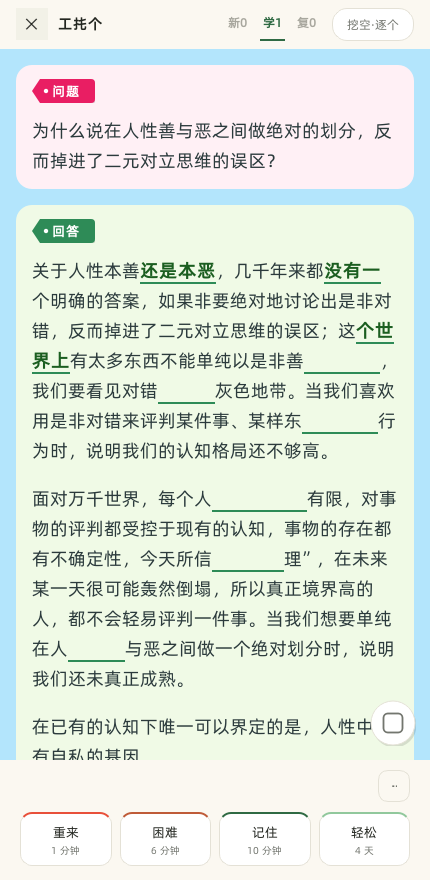 工共个
新0 学1 复0 挖空·逐个
问题
为什么说在人性善与恶之间做绝对的划分，反
而掉进了二元对立思维的误区？
回答
关于人性本善还是本恶，几千年来都没有一
个明确的答案，如果非要绝对地讨论出是非对
错，反而掉进了二元对立思维的误区；这个世
界上有太多东西不能单纯以是非善，
我们要看见对错灰色地带。当我们喜欢
用是非对错来评判某件事、某样东行
为时，说明我们的认知格局还不够高。
面对万千世界，每个人有限，对事
物的评判都受控于现有的认知，事物的存在都
有不确定性，今天所信理”，在未来
某一天很可能轰然倒塌，所以真正境界高的
人，都不会轻易评判一件事。当我们想要单纯
在人与恶之间做一个绝对划分时，说明
我们还未真正成熟。
在已有的认知下唯一可以界定的是，人性中
有自私的基因
重来 困难 记住 轻松
1 分钟 6 分钟 10 分钟 4 天